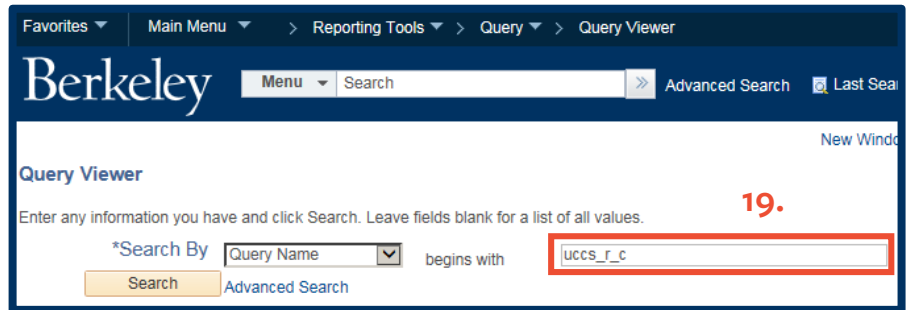 Favorites Main Menu > Reporting Tools > Query > Query Viewer
Berkeley Menu Search >> Advanced Search Last Sear
New Windo
Query Viewer
Enter any information you have and click Search. Leave fields blank for a list of all values.
19.
*Search By Query Name begins with uccs_r_c
Search Advanced Search